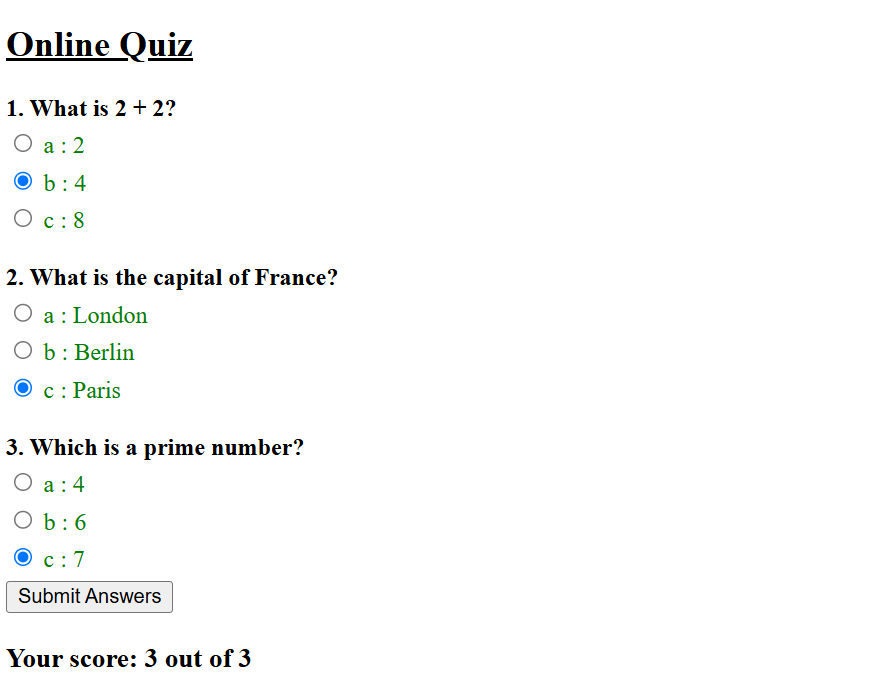 Online Quiz
1. What is 2 + 2?
a : 2
b : 4
c : 8
2. What is the capital of France?
a : London
b : Berlin
c : Paris
3. Which is a prime number?
a : 4
b : 6
c : 7
Submit Answers
Your score: 3 out of 3